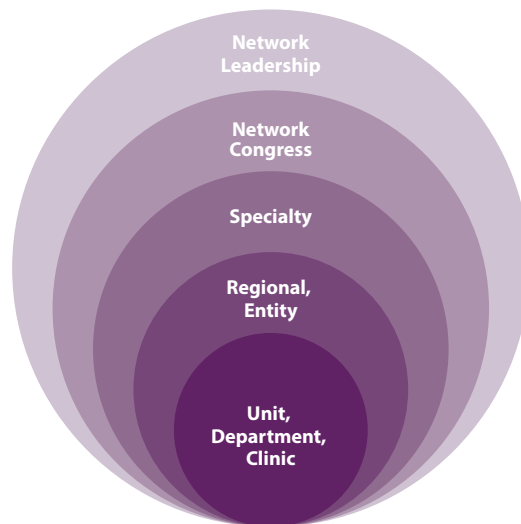 Network
Leadership
Network
Congress
Specialty
Regional,
Entity
Unit,
Department,
Clinic